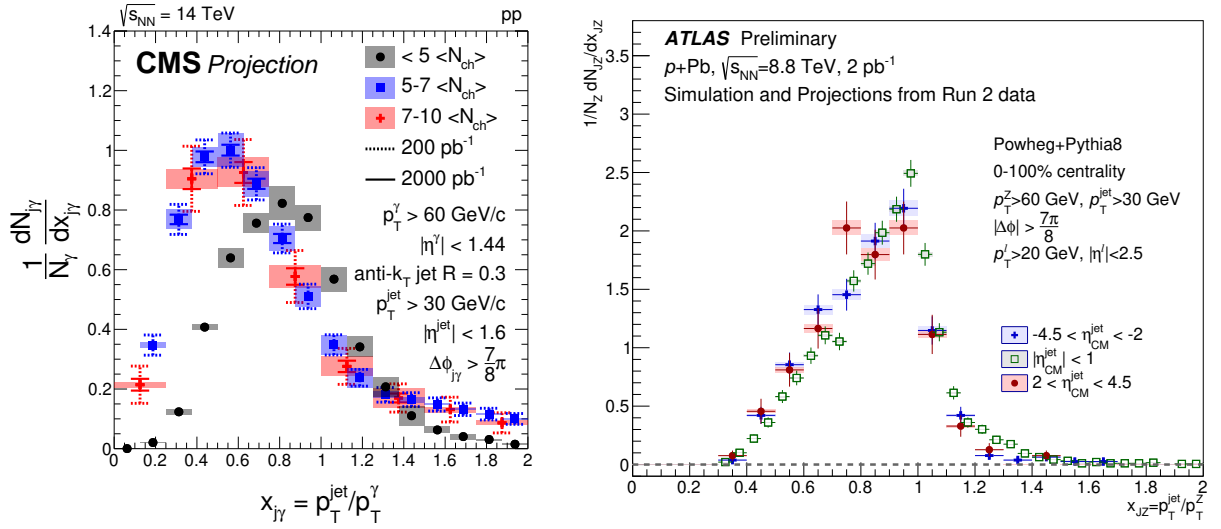 √s_NN = 14 TeV pp
CMS Projection
< 5 <N_ch>
5-7 <N_ch>
7-10 <N_ch>
200 pb⁻¹
2000 pb⁻¹
p_T^γ > 60 GeV/c
|η^γ| < 1.44
anti-k_T jet R = 0.3
p_T^jet > 30 GeV/c
|η^jet| < 1.6
Δφ_jγ > 7/8 π
1/N_γ dN_jγ/dx_jγ
1.4
1.2
1
0.8
0.6
0.4
0.2
0
0 0.2 0.4 0.6 0.8 1 1.2 1.4 1.6 1.8 2
x_jγ = p_T^jet/p_T^γ
ATLAS Preliminary
p+Pb, √s_NN=8.8 TeV, 2 pb⁻¹
Simulation and Projections from Run 2 data
Powheg+Pythia8
0-100% centrality
p_T^Z>60 GeV, p_T^jet>30 GeV
|Δφ| > 7π/8
p_T^l>20 GeV, |η^l|<2.5
-4.5 < η_CM^jet < -2
|η_CM^jet| < 1
2 < η_CM^jet < 4.5
1/N_Z dN_JZ/dx_JZ
3.5
3
2.5
2
1.5
1
0.5
0
0 0.2 0.4 0.6 0.8 1 1.2 1.4 1.6 1.8 2
x_JZ=p_T^jet/p_T^Z